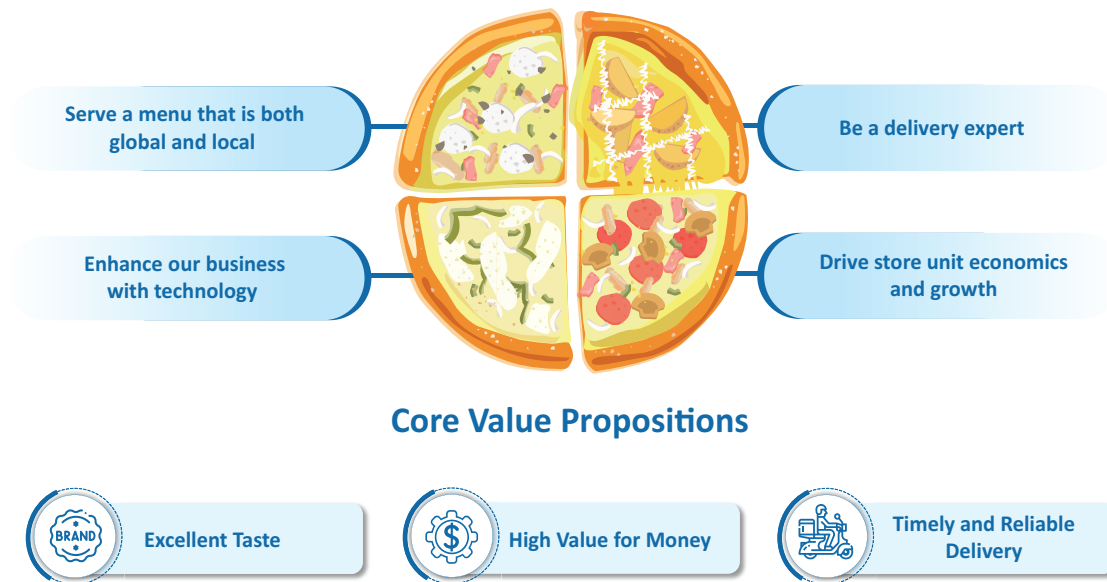 Serve a menu that is both
global and local
Be a delivery expert
Enhance our business
with technology
Drive store unit economics
and growth
Core Value Propositions
BRAND
Excellent Taste
$
High Value for Money
Timely and Reliable
Delivery